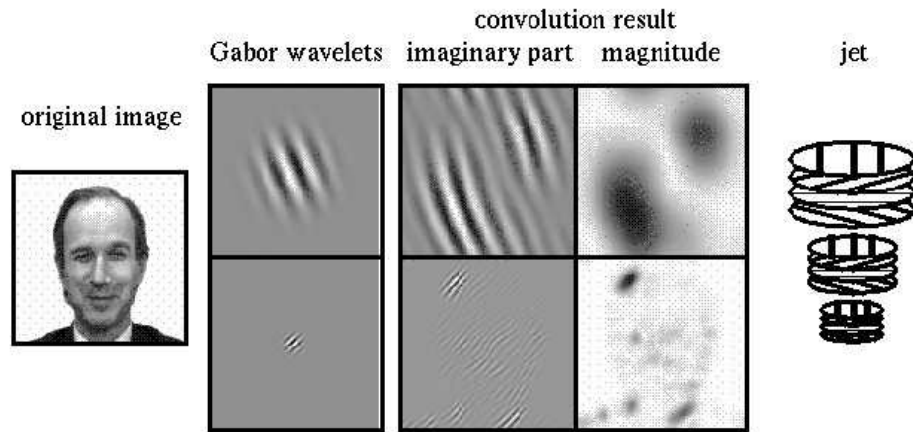 convolution result
Gabor wavelets imaginary part magnitude jet
original image